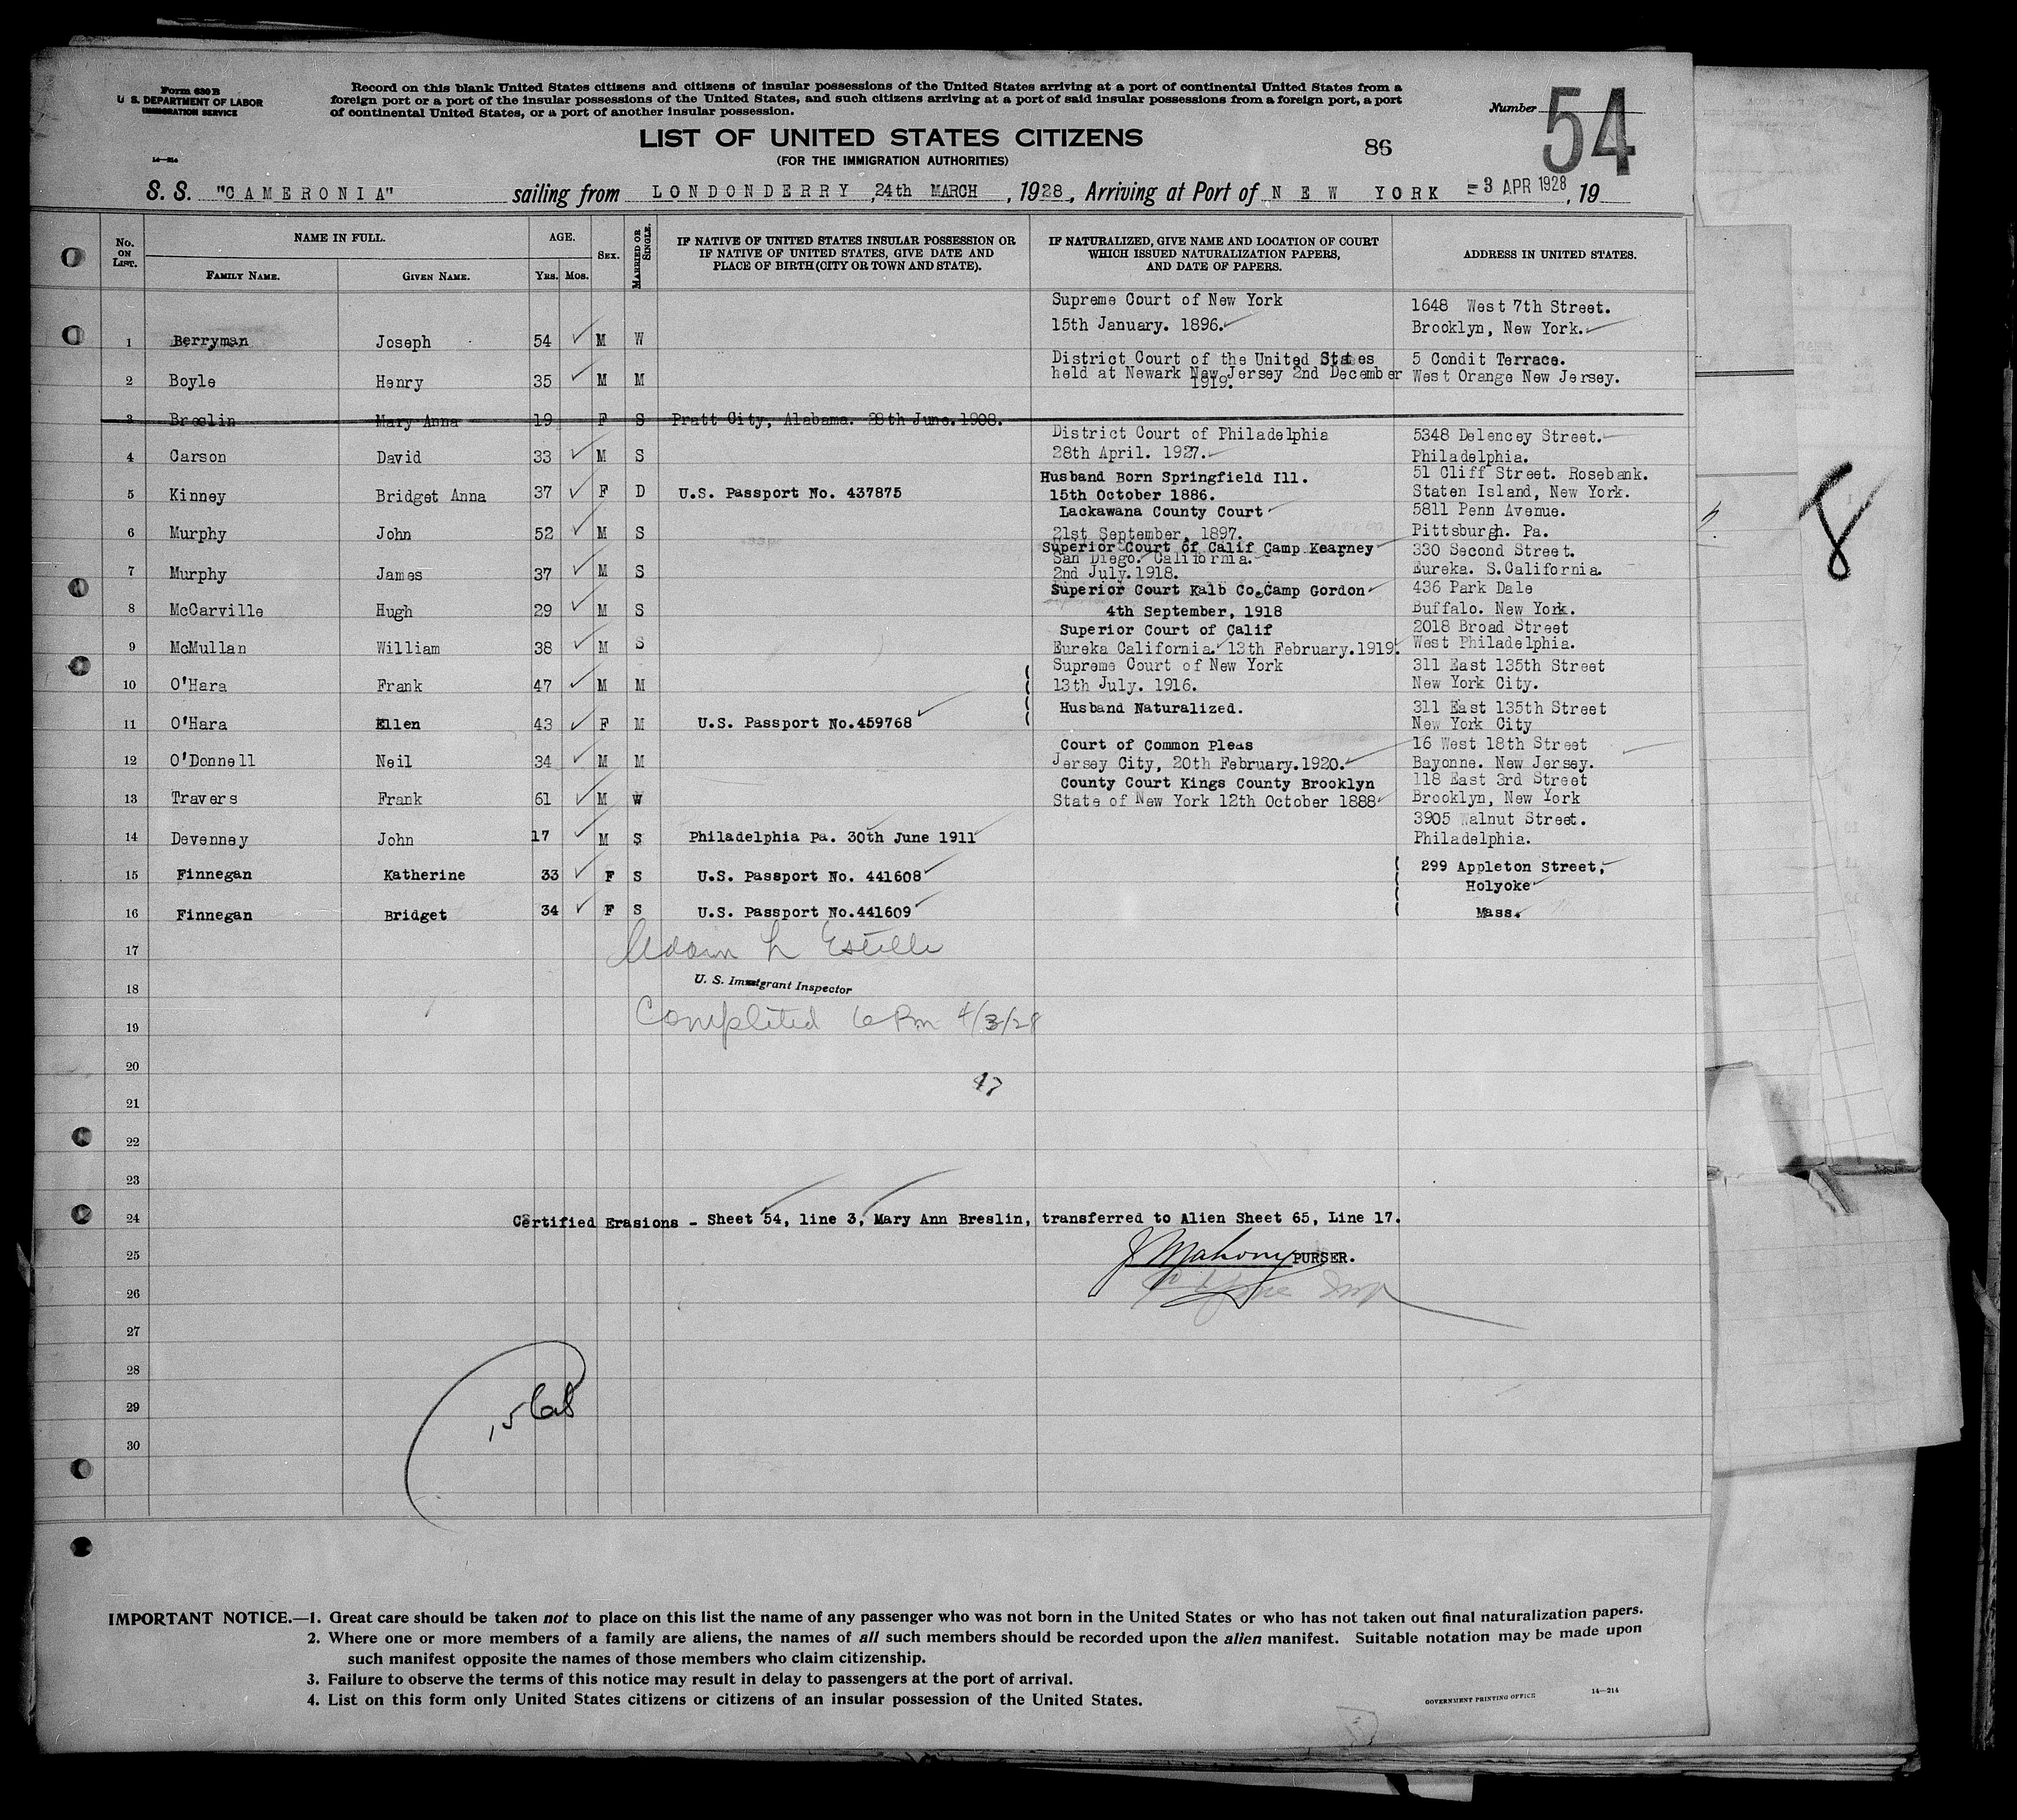 Form 630 B
U. S. DEPARTMENT OF LABOR
IMMIGRATION SERVICE
14—214
Record on this blank United States citizens and citizens of insular possessions of the United States arriving at a port of continental United States from a
foreign port or a port of the insular possessions of the United States, and such citizens arriving at a port of said insular possessions from a foreign port, a port
of continental United States, or a port of another insular possession.
Number 54
LIST OF UNITED STATES CITIZENS
(FOR THE IMMIGRATION AUTHORITIES)
86
S. S. "CAMERONIA" sailing from LONDONDERRY, 24th MARCH, 1928, Arriving at Port of NEW YORK -3 APR 1928, 19
No. ON LIST.
NAME IN FULL.
FAMILY NAME. GIVEN NAME.
AGE.
YRS. MOS.
SEX.
MARRIED OR SINGLE.
IF NATIVE OF UNITED STATES INSULAR POSSESSION OR
IF NATIVE OF UNITED STATES, GIVE DATE AND
PLACE OF BIRTH (CITY OR TOWN AND STATE).
IF NATURALIZED, GIVE NAME AND LOCATION OF COURT
WHICH ISSUED NATURALIZATION PAPERS,
AND DATE OF PAPERS.
ADDRESS IN UNITED STATES.
Supreme Court of New York 1648 West 7th Street.
15th January. 1896. Brooklyn, New York.
1 Berryman Joseph 54 M W
District Court of the United States 5 Condit Terrace.
2 Boyle Henry 35 M M held at Newark New Jersey 2nd December West Orange New Jersey.
1919.
3 Breslin Mary Anna 19 F S Pratt City, Alabama. 28th June. 1908.
District Court of Philadelphia 5348 Delencey Street.
4 Carson David 33 M S 28th April. 1927. Philadelphia.
Husband Born Springfield Ill. 51 Cliff Street. Rosebank.
5 Kinney Bridget Anna 37 F D U.S. Passport No. 437875 15th October 1886. Staten Island, New York.
Lackawana County Court 5811 Penn Avenue.
6 Murphy John 52 M S 21st September, 1897. Pittsburgh. Pa.
Superior Court of Calif Camp Kearney 330 Second Street.
San Diego. California.
7 Murphy James 37 M S 2nd July. 1918. Eureka. S.California.
Superior Court Kalb Co. Camp Gordon 436 Park Dale
8 McCarville Hugh 29 M S 4th September, 1918 Buffalo. New York.
Superior Court of Calif 2018 Broad Street
9 McMullan William 38 M S Eureka California. 13th February.1919. West Philadelphia.
Supreme Court of New York 311 East 135th Street
10 O'Hara Frank 47 M M 13th July. 1916. New York City.
Husband Naturalized. 311 East 135th Street
11 O'Hara Ellen 43 F M U.S. Passport No.459768 New York City
Court of Common Pleas 16 West 18th Street
12 O'Donnell Neil 34 M M Jersey City, 20th February.1920. Bayonne. New Jersey.
County Court Kings County Brooklyn 118 East 3rd Street
13 Travers Frank 61 M W State of New York 12th October 1888 Brooklyn, New York
3905 Walnut Street.
14 Devenney John 17 M S Philadelphia Pa. 30th June 1911 Philadelphia.
15 Finnegan Katherine 33 F S U.S. Passport No. 441608 299 Appleton Street,
Holyoke
16 Finnegan Bridget 34 F S U.S. Passport No.441609 Mass.
17 Adam L Estelle
18 U. S. Immigrant Inspector
19 Completed 6 Pm 4/3/28
20
47
21
22
23
24 Certified Erasions - Sheet 54, line 3, Mary Ann Breslin, transferred to Alien Sheet 65, Line 17.
25 J Mahony PURSER.
26
27
28
29
30
8
IMPORTANT NOTICE.—1. Great care should be taken not to place on this list the name of any passenger who was not born in the United States or who has not taken out final naturalization papers.
2. Where one or more members of a family are aliens, the names of all such members should be recorded upon the alien manifest. Suitable notation may be made upon
such manifest opposite the names of those members who claim citizenship.
3. Failure to observe the terms of this notice may result in delay to passengers at the port of arrival.
4. List on this form only United States citizens or citizens of an insular possession of the United States.
GOVERNMENT PRINTING OFFICE 14—214